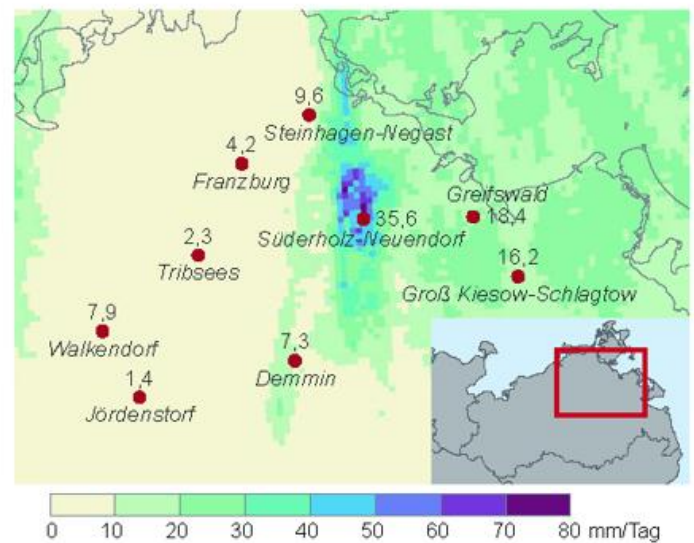 9,6
Steinhagen-Negast
4,2
Franzburg
Greifswald
18,4
35,6
Süderholz-Neuendorf
2,3
Tribsees
16,2
Groß Kiesow-Schlagtow
7,9
Walkendorf
7,3
Demmin
1,4
Jördenstorf
0 10 20 30 40 50 60 70 80 mm/Tag